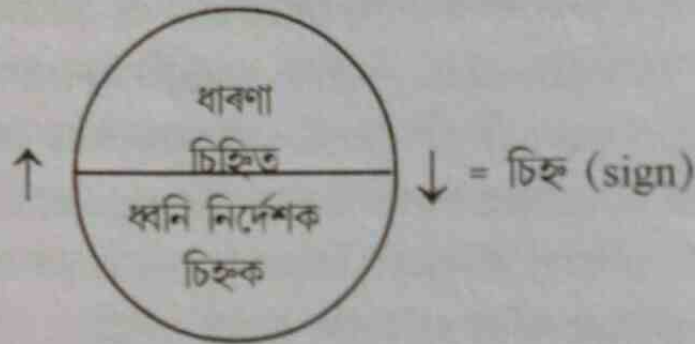 ধাৰণা
চিহ্নিত
↑ ↓ = চিহ্ন (sign)
ধ্বনি নিৰ্দেশক
চিহ্নক